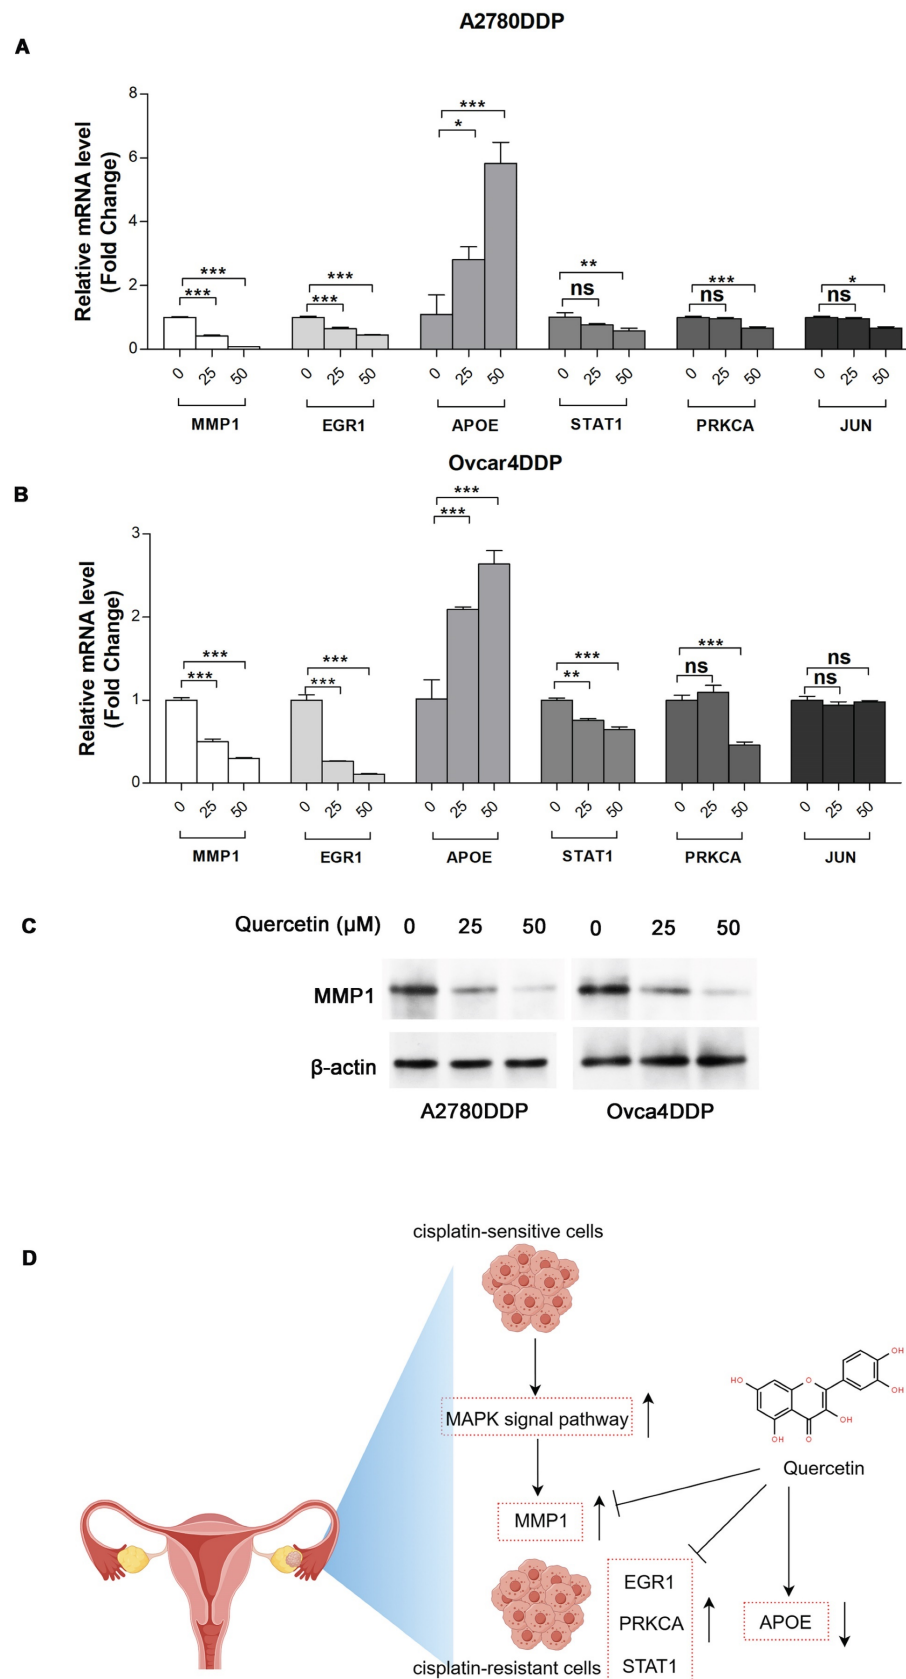 A2780DDP
A
Relative mRNA level
(Fold Change)
8
6
4
2
0
*** ***
*** ***
* ***
ns **
ns ***
ns *
0 25 50 0 25 50 0 25 50 0 25 50 0 25 50 0 25 50
MMP1 EGR1 APOE STAT1 PRKCA JUN
Ovcar4DDP
B
Relative mRNA level
(Fold Change)
3
2
1
0
*** ***
*** ***
*** ***
** ***
ns ***
ns ns
0 25 50 0 25 50 0 25 50 0 25 50 0 25 50 0 25 50
MMP1 EGR1 APOE STAT1 PRKCA JUN
C
Quercetin (μM) 0 25 50 0 25 50
MMP1
β-actin
A2780DDP Ovca4DDP
D
cisplatin-sensitive cells
MAPK signal pathway
MMP1
HO O OH OH OH OH O
Quercetin
EGR1
PRKCA
STAT1
APOE
cisplatin-resistant cells